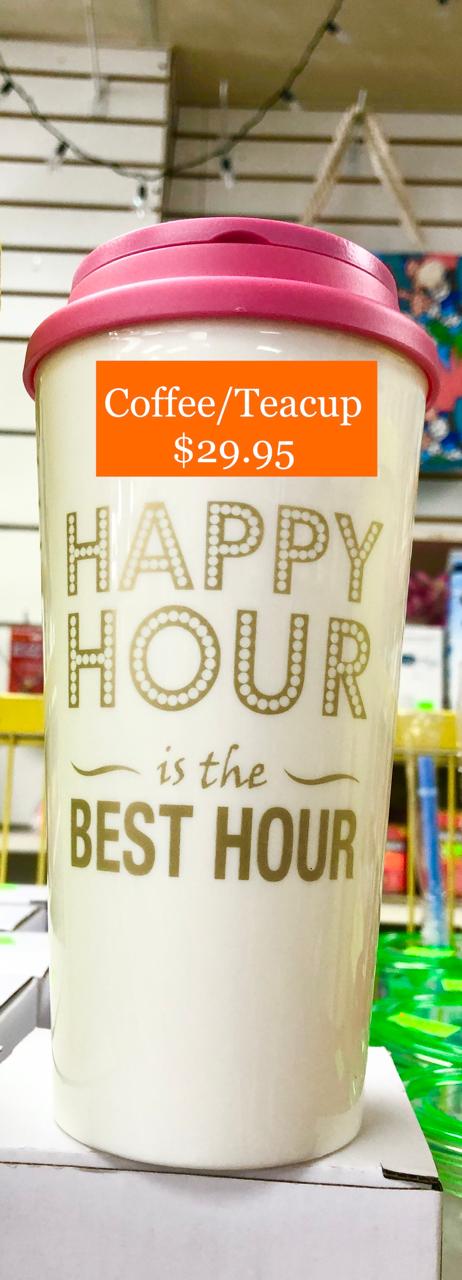 Coffee/Teacup
$29.95
HAPPY
HOUR
is the
BEST HOUR